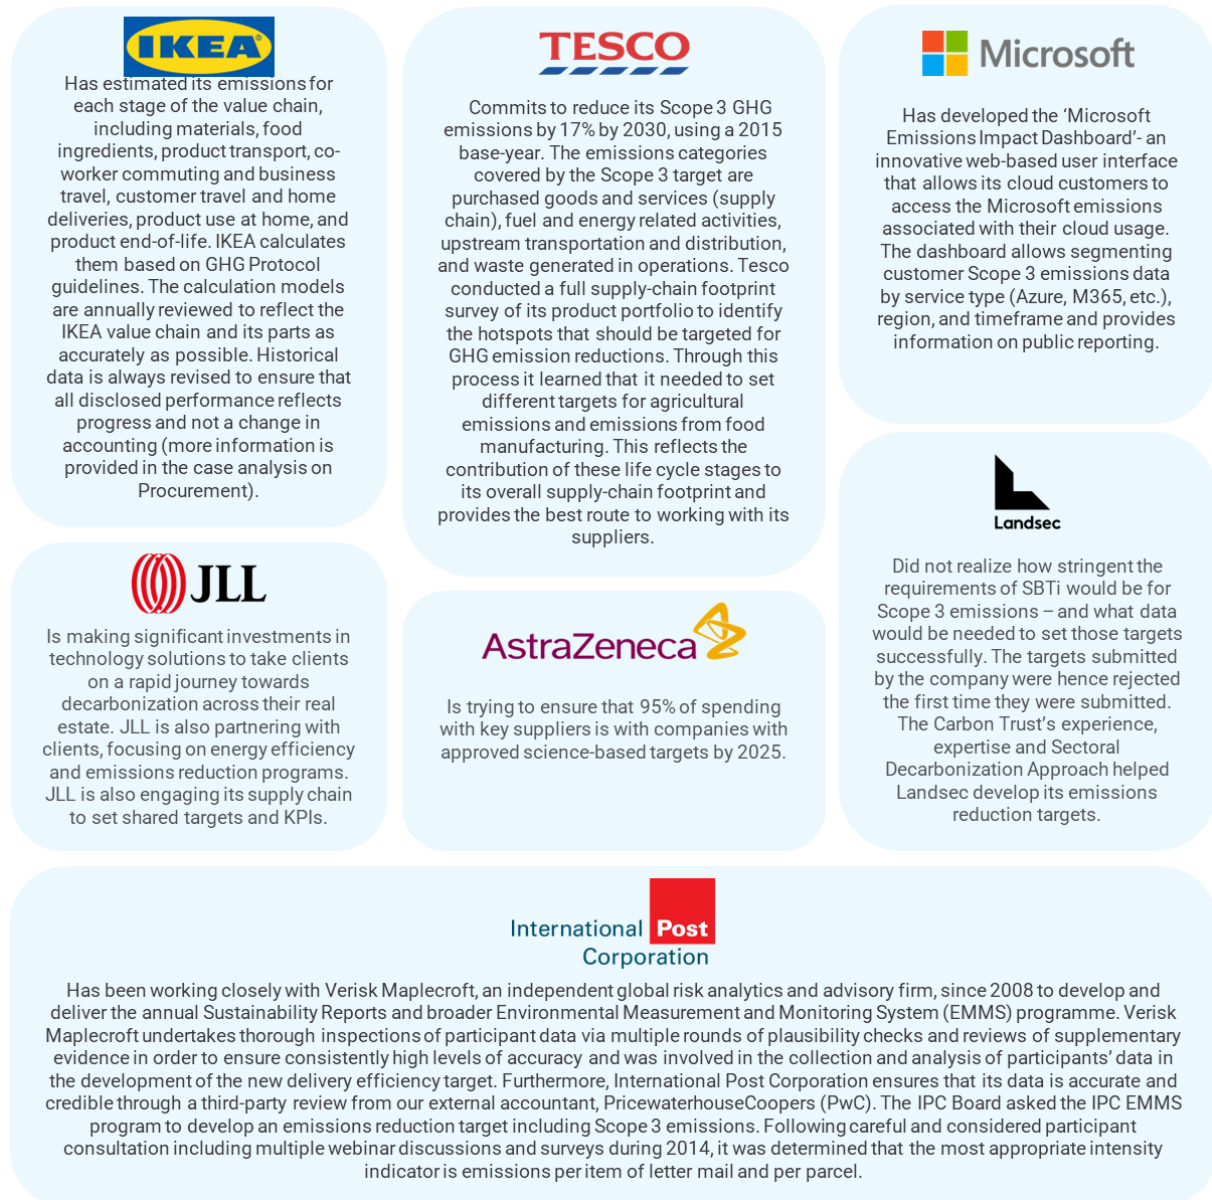 IKEA
Has estimated its emissions for
each stage of the value chain,
including materials, food
ingredients, product transport, co-
worker commuting and business
travel, customer travel and home
deliveries, product use at home, and
product end-of-life. IKEA calculates
them based on GHG Protocol
guidelines. The calculation models
are annually reviewed to reflect the
IKEA value chain and its parts as
accurately as possible. Historical
data is always revised to ensure that
all disclosed performance reflects
progress and not a change in
accounting (more information is
provided in the case analysis on
Procurement).
TESCO
Commits to reduce its Scope 3 GHG
emissions by 17% by 2030, using a 2015
base-year. The emissions categories
covered by the Scope 3 target are
purchased goods and services (supply
chain), fuel and energy related activities,
upstream transportation and distribution,
and waste generated in operations. Tesco
conducted a full supply-chain footprint
survey of its product portfolio to identify
the hotspots that should be targeted for
GHG emission reductions. Through this
process it learned that it needed to set
different targets for agricultural
emissions and emissions from food
manufacturing. This reflects the
contribution of these life cycle stages to
its overall supply-chain footprint and
provides the best route to working with its
suppliers.
Microsoft
Has developed the ‘Microsoft
Emissions Impact Dashboard’- an
innovative web-based user interface
that allows its cloud customers to
access the Microsoft emissions
associated with their cloud usage.
The dashboard allows segmenting
customer Scope 3 emissions data
by service type (Azure, M365, etc.),
region, and timeframe and provides
information on public reporting.
JLL
Is making significant investments in
technology solutions to take clients
on a rapid journey towards
decarbonization across their real
estate. JLL is also partnering with
clients, focusing on energy efficiency
and emissions reduction programs.
JLL is also engaging its supply chain
to set shared targets and KPIs.
AstraZeneca
Is trying to ensure that 95% of spending
with key suppliers is with companies with
approved science-based targets by 2025.
Landsec
Did not realize how stringent the
requirements of SBTi would be for
Scope 3 emissions – and what data
would be needed to set those targets
successfully. The targets submitted
by the company were hence rejected
the first time they were submitted.
The Carbon Trust’s experience,
expertise and Sectoral
Decarbonization Approach helped
Landsec develop its emissions
reduction targets.
International Post
Corporation
Has been working closely with Verisk Maplecroft, an independent global risk analytics and advisory firm, since 2008 to develop and
deliver the annual Sustainability Reports and broader Environmental Measurement and Monitoring System (EMMS) programme. Verisk
Maplecroft undertakes thorough inspections of participant data via multiple rounds of plausibility checks and reviews of supplementary
evidence in order to ensure consistently high levels of accuracy and was involved in the collection and analysis of participants’ data in
the development of the new delivery efficiency target. Furthermore, International Post Corporation ensures that its data is accurate and
credible through a third-party review from our external accountant, PricewaterhouseCoopers (PwC). The IPC Board asked the IPC EMMS
program to develop an emissions reduction target including Scope 3 emissions. Following careful and considered participant
consultation including multiple webinar discussions and surveys during 2014, it was determined that the most appropriate intensity
indicator is emissions per item of letter mail and per parcel.